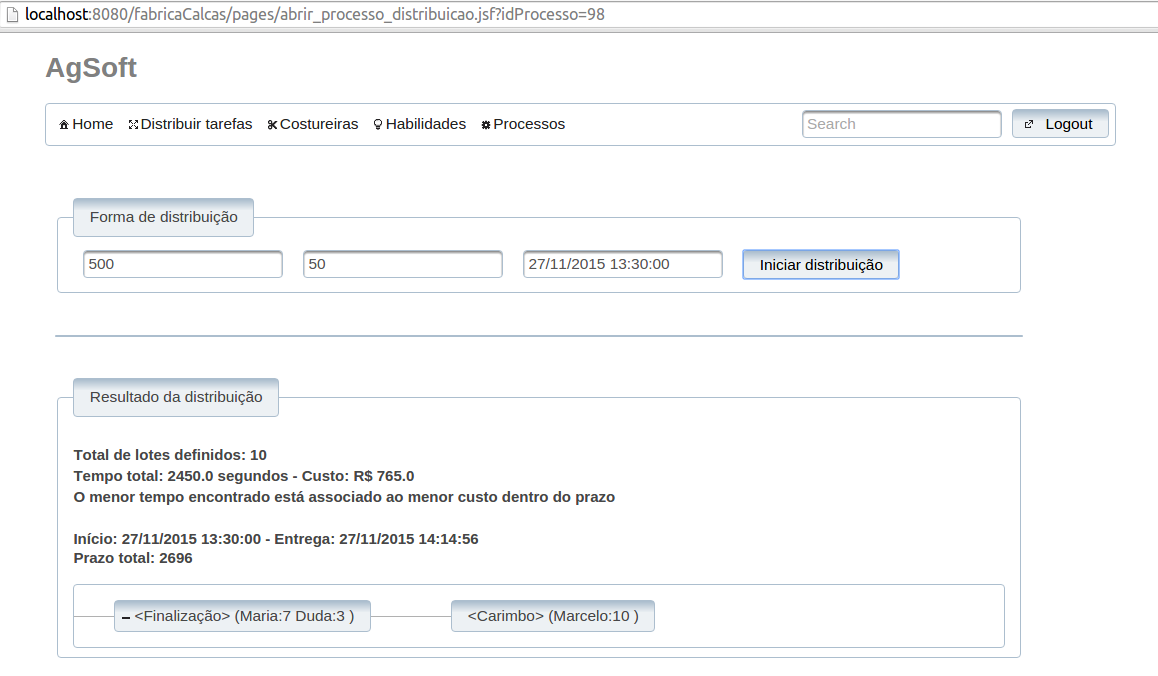 localhost:8080/fabricaCalcas/pages/abrir_processo_distribuicao.jsf?idProcesso=98
AgSoft
Home Distribuir tarefas Costureiras Habilidades Processos Search Logout
Forma de distribuição
500 50 27/11/2015 13:30:00 Iniciar distribuição
Resultado da distribuição
Total de lotes definidos: 10
Tempo total: 2450.0 segundos - Custo: R$ 765.0
O menor tempo encontrado está associado ao menor custo dentro do prazo
Início: 27/11/2015 13:30:00 - Entrega: 27/11/2015 14:14:56
Prazo total: 2696
<Finalização> (Maria:7 Duda:3 ) <Carimbo> (Marcelo:10 )